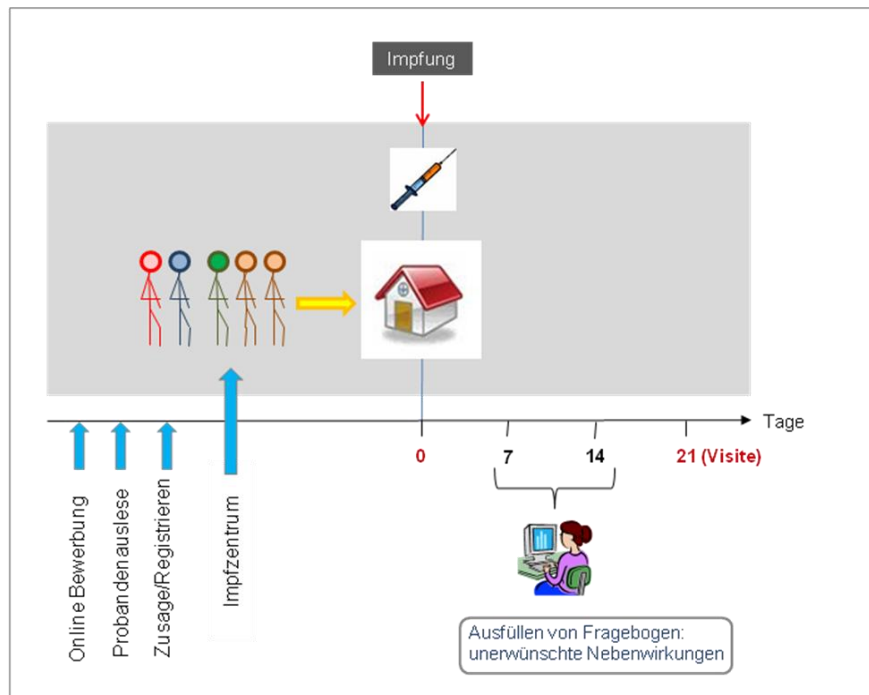 Impfung
Tage
0
7
14
21 (Visite)
Online Bewerbung
Probandenauslese
Zusage/Registrieren
Impfzentrum
Ausfüllen von Fragebogen:
unerwünschte Nebenwirkungen